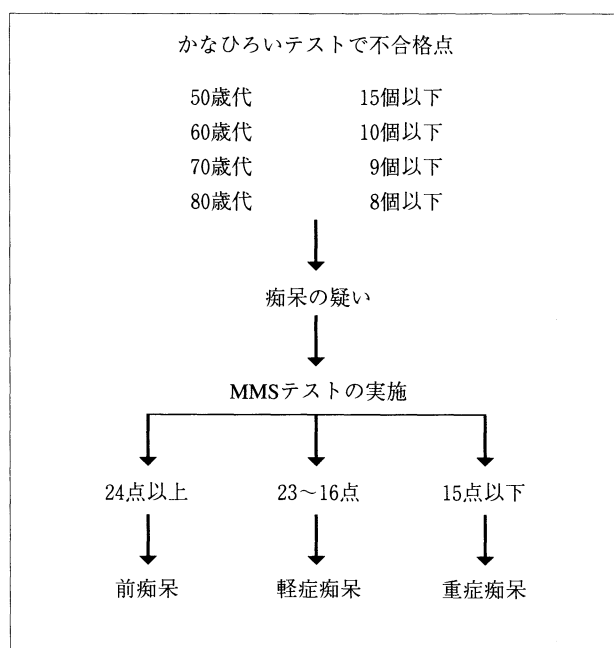 かなひろいテストで不合格点
50歳代 15個以下
60歳代 10個以下
70歳代 9個以下
80歳代 8個以下
痴呆の疑い
MMSテストの実施
24点以上 23〜16点 15点以下
前痴呆 軽症痴呆 重症痴呆